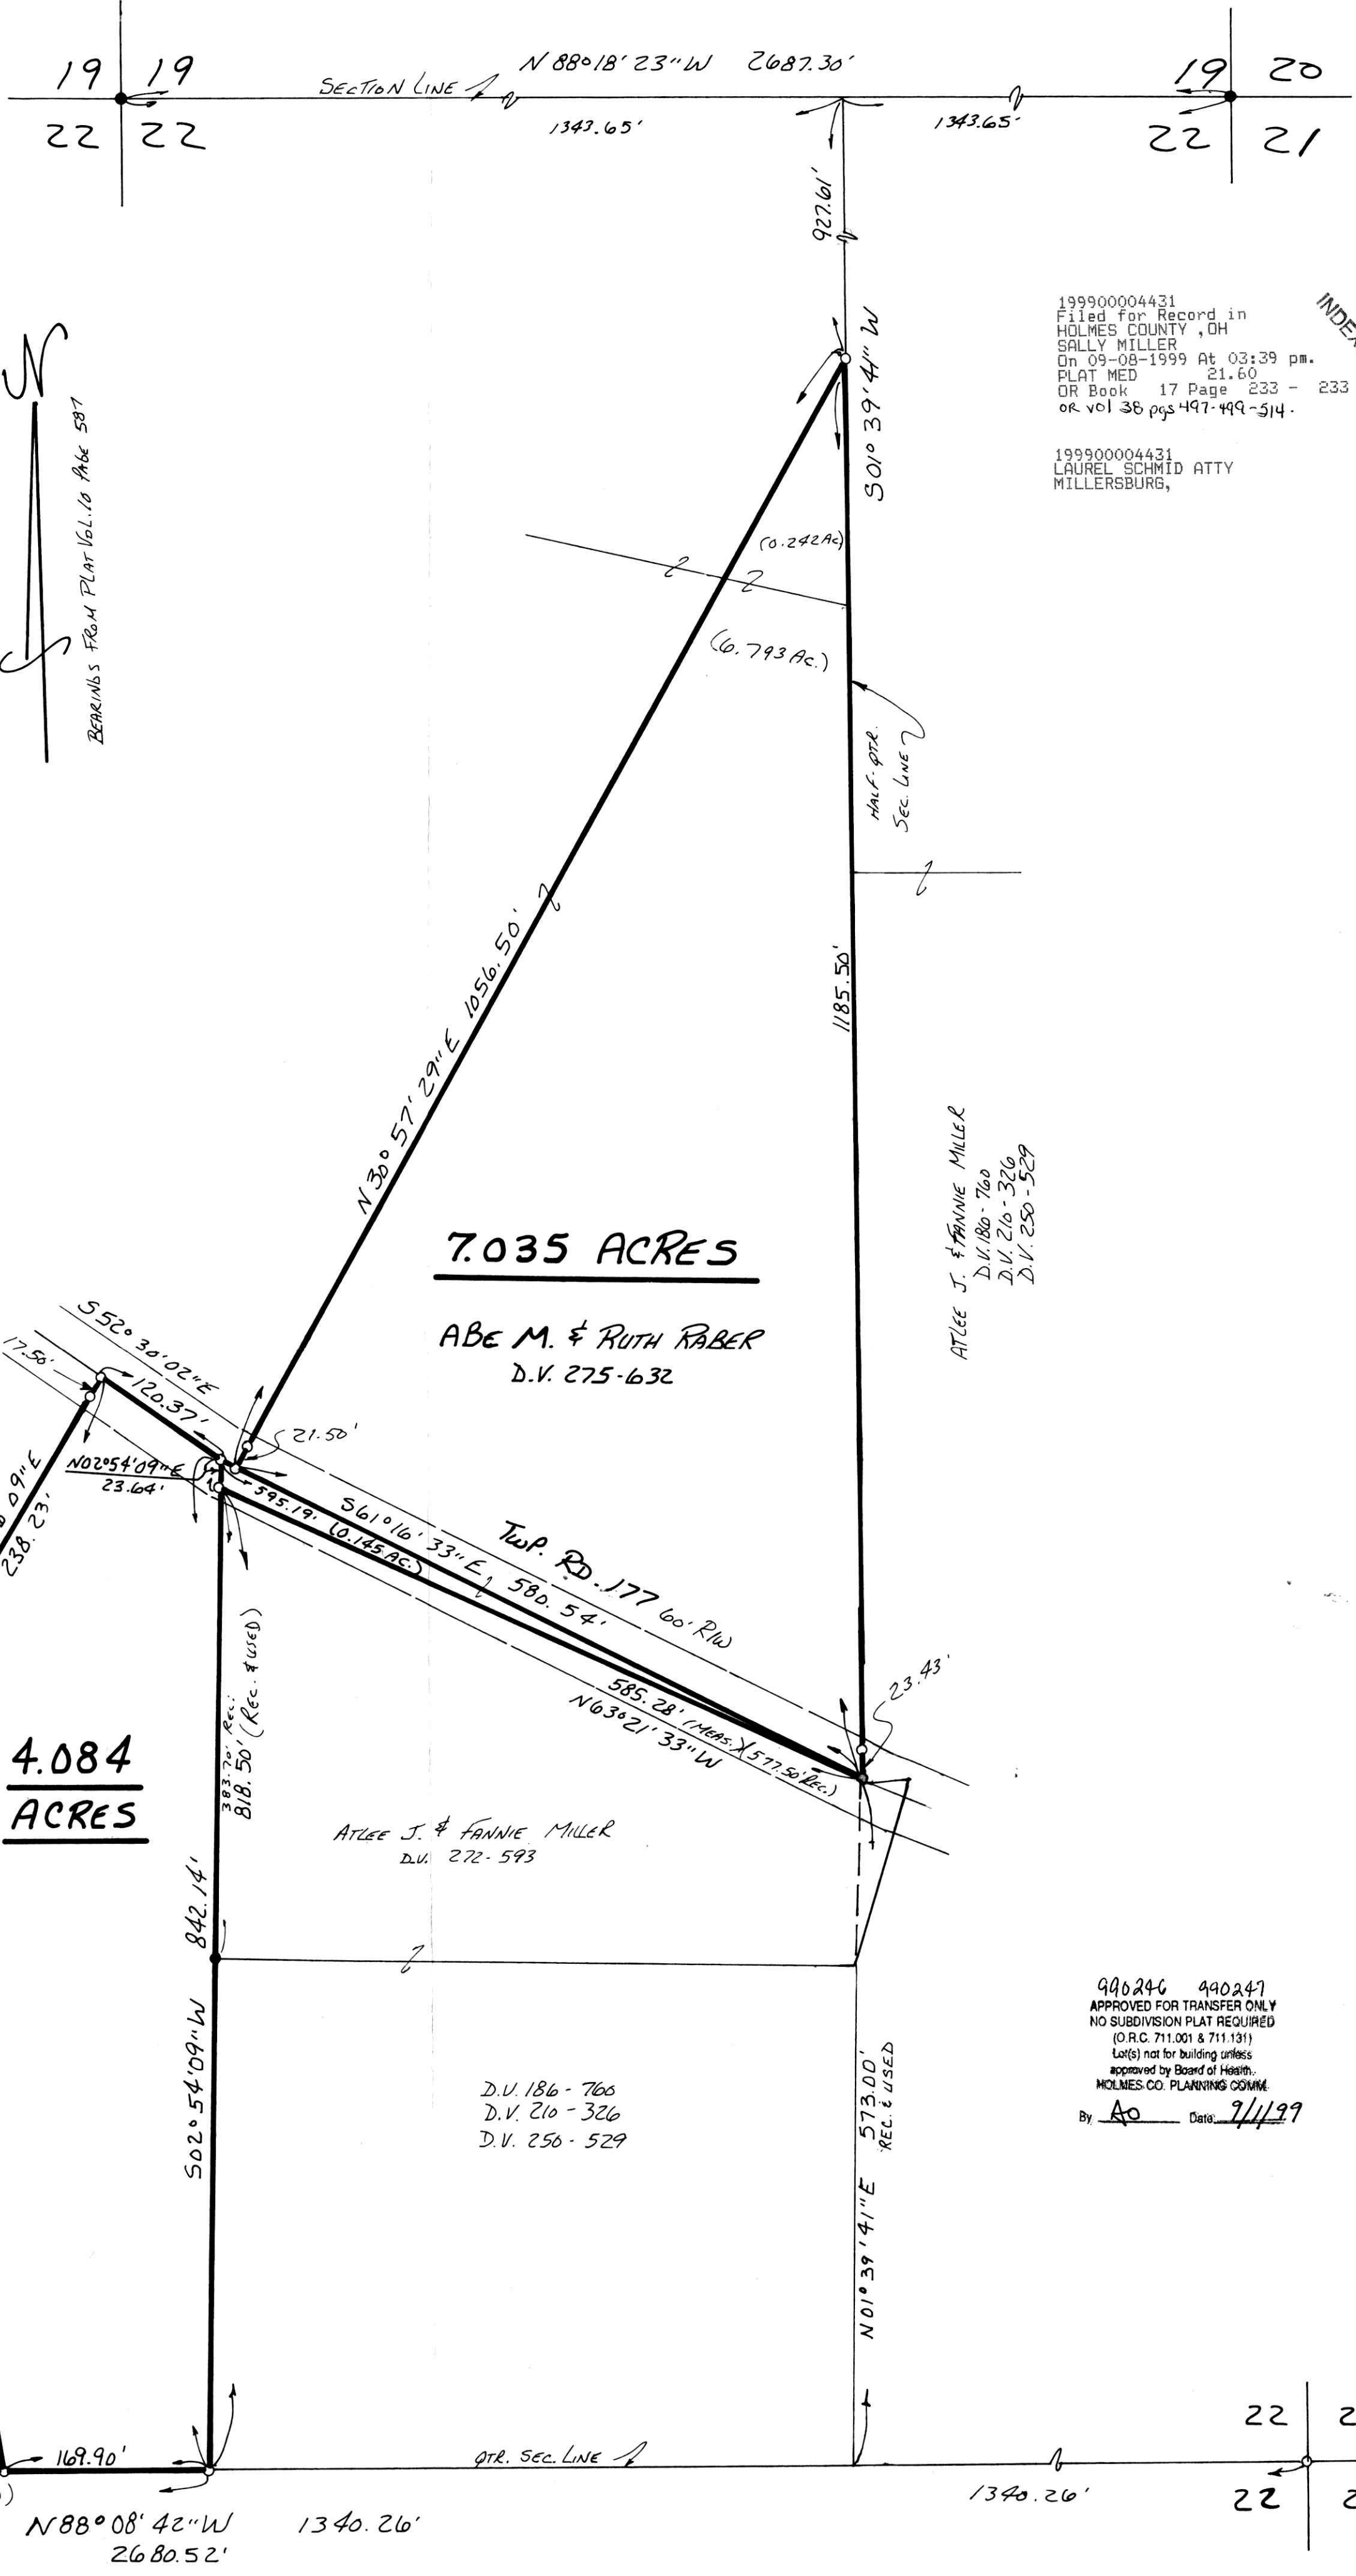 N 88° 18' 23" W 2687.30'
19 19
SECTION LINE
19 20
22 22
1343.65'
1343.65'
22 21
927.61'
199900004431
Filed for Record in
HOLMES COUNTY , OH
SALLY MILLER
On 09-08-1999 At 03:39 pm.
PLAT MED 21.60
OR Book 17 Page 233 - 233
OR vol 38 pgs 497-499-514.
199900004431
LAUREL SCHMID ATTY
MILLERSBURG,
N
BEARINGS FROM PLAT VOL. 10 PAGE 587
S01° 39' 41" W
(0.242 Ac)
(6.793 Ac.)
HALF-QTR.
SEC. LINE
1185.50'
N 30° 57' 29" E 1056.50'
7.035 ACRES
ABE M. & RUTH RABER
D.V. 275-632
ATLEE J. & FANNIE MILLER
D.V. 186-760
D.V. 210-326
D.V. 250-529
S 52° 30' 02" E
17.50'
120.37'
21.50'
N02°54'09"E
23.64'
09"E
238.23'
595.19'
(0.145 AC.)
S61° 16' 33" E 580.54'
TWP. RD. 177 60' R/W
585.28' (MEAS.) (577.50' REC.)
N63°21'33"W
23.43'
383.70' REC.
818.50' (REC. & USED)
4.084
ACRES
ATLEE J. & FANNIE MILLER
D.V. 272-593
S02° 54' 09" W 842.14'
D.V. 186 - 760
D.V. 210 - 326
D.V. 250 - 529
N01° 39' 41" E 573.00'
REC. & USED
990246 990247
APPROVED FOR TRANSFER ONLY
NO SUBDIVISION PLAT REQUIRED
(O.R.C. 711.001 & 711.131)
Lot(s) not for building unless
approved by Board of Health.
HOLMES CO. PLANNING COMM.
By AO Date: 9/1/99
169.90'
QTR. SEC. LINE
22
1340.26'
22
N88° 08' 42" W 1340.26'
2680.52'